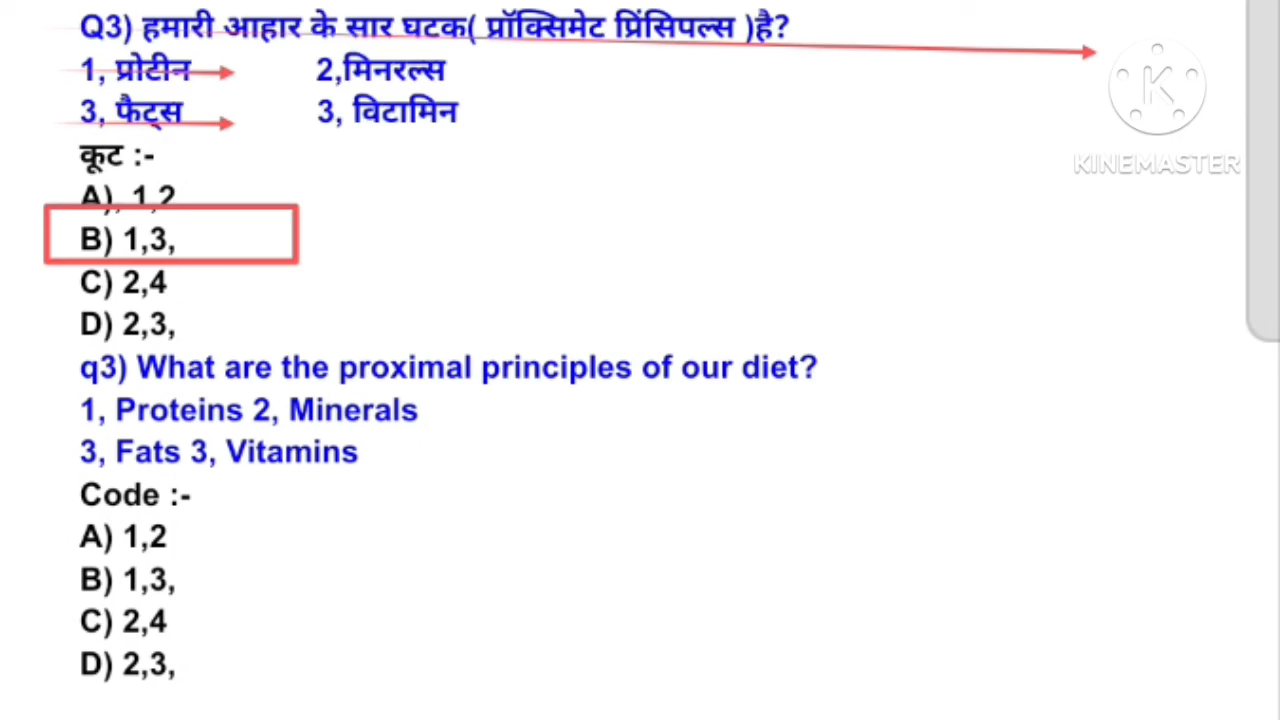 Q3) हमारी आहार के सार घटक( प्रॉक्सिमेट प्रिंसिपल्स )है?
1, प्रोटीन 2,मिनरल्स
3, फैट्स 3, विटामिन
कूट :-
A), 1,2
B) 1,3,
C) 2,4
D) 2,3,
q3) What are the proximal principles of our diet?
1, Proteins 2, Minerals
3, Fats 3, Vitamins
Code :-
A) 1,2
B) 1,3,
C) 2,4
D) 2,3,
K
KINEMASTER